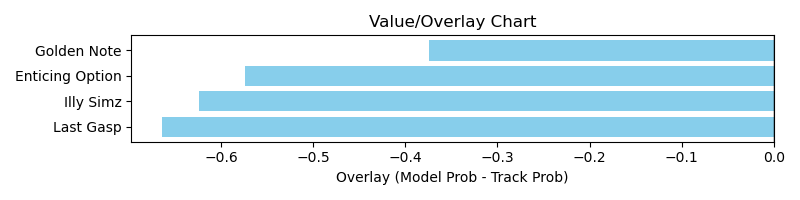 Value/Overlay Chart
Golden Note
Enticing Option
Illy Simz
Last Gasp
−0.6 −0.5 −0.4 −0.3 −0.2 −0.1 0.0
Overlay (Model Prob - Track Prob)